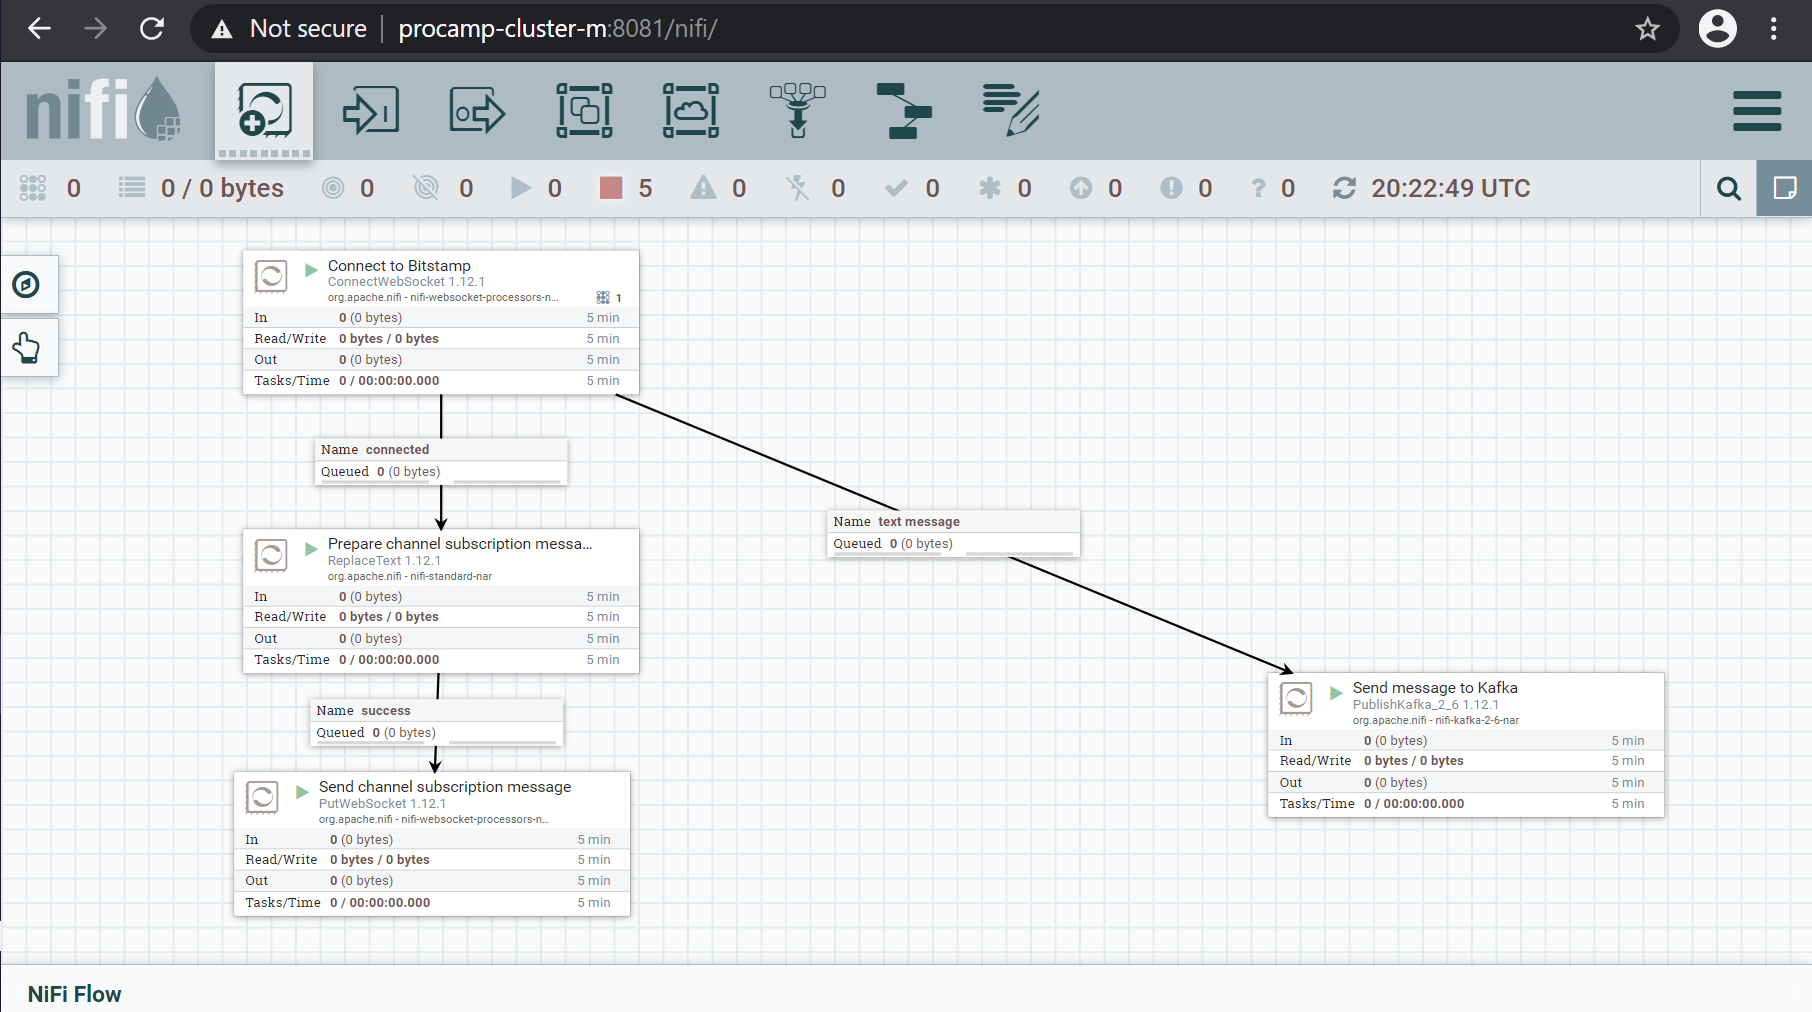 Not secure procamp-cluster-m:8081/nifi/
nifi
0 0 / 0 bytes 0 0 0 5 0 0 0 0 0 0 ? 0 20:22:49 UTC
Connect to Bitstamp
ConnectWebSocket 1.12.1
org.apache.nifi - nifi-websocket-processors-n...
1
In 0 (0 bytes) 5 min
Read/Write 0 bytes / 0 bytes 5 min
Out 0 (0 bytes) 5 min
Tasks/Time 0 / 00:00:00.000 5 min
Name connected
Queued 0 (0 bytes)
Name text message
Queued 0 (0 bytes)
Prepare channel subscription messa...
ReplaceText 1.12.1
org.apache.nifi - nifi-standard-nar
In 0 (0 bytes) 5 min
Read/Write 0 bytes / 0 bytes 5 min
Out 0 (0 bytes) 5 min
Tasks/Time 0 / 00:00:00.000 5 min
Name success
Queued 0 (0 bytes)
Send channel subscription message
PutWebSocket 1.12.1
org.apache.nifi - nifi-websocket-processors-n...
In 0 (0 bytes) 5 min
Read/Write 0 bytes / 0 bytes 5 min
Out 0 (0 bytes) 5 min
Tasks/Time 0 / 00:00:00.000 5 min
Send message to Kafka
PublishKafka_2_6 1.12.1
org.apache.nifi - nifi-kafka-2-6-nar
In 0 (0 bytes) 5 min
Read/Write 0 bytes / 0 bytes 5 min
Out 0 (0 bytes) 5 min
Tasks/Time 0 / 00:00:00.000 5 min
NiFi Flow